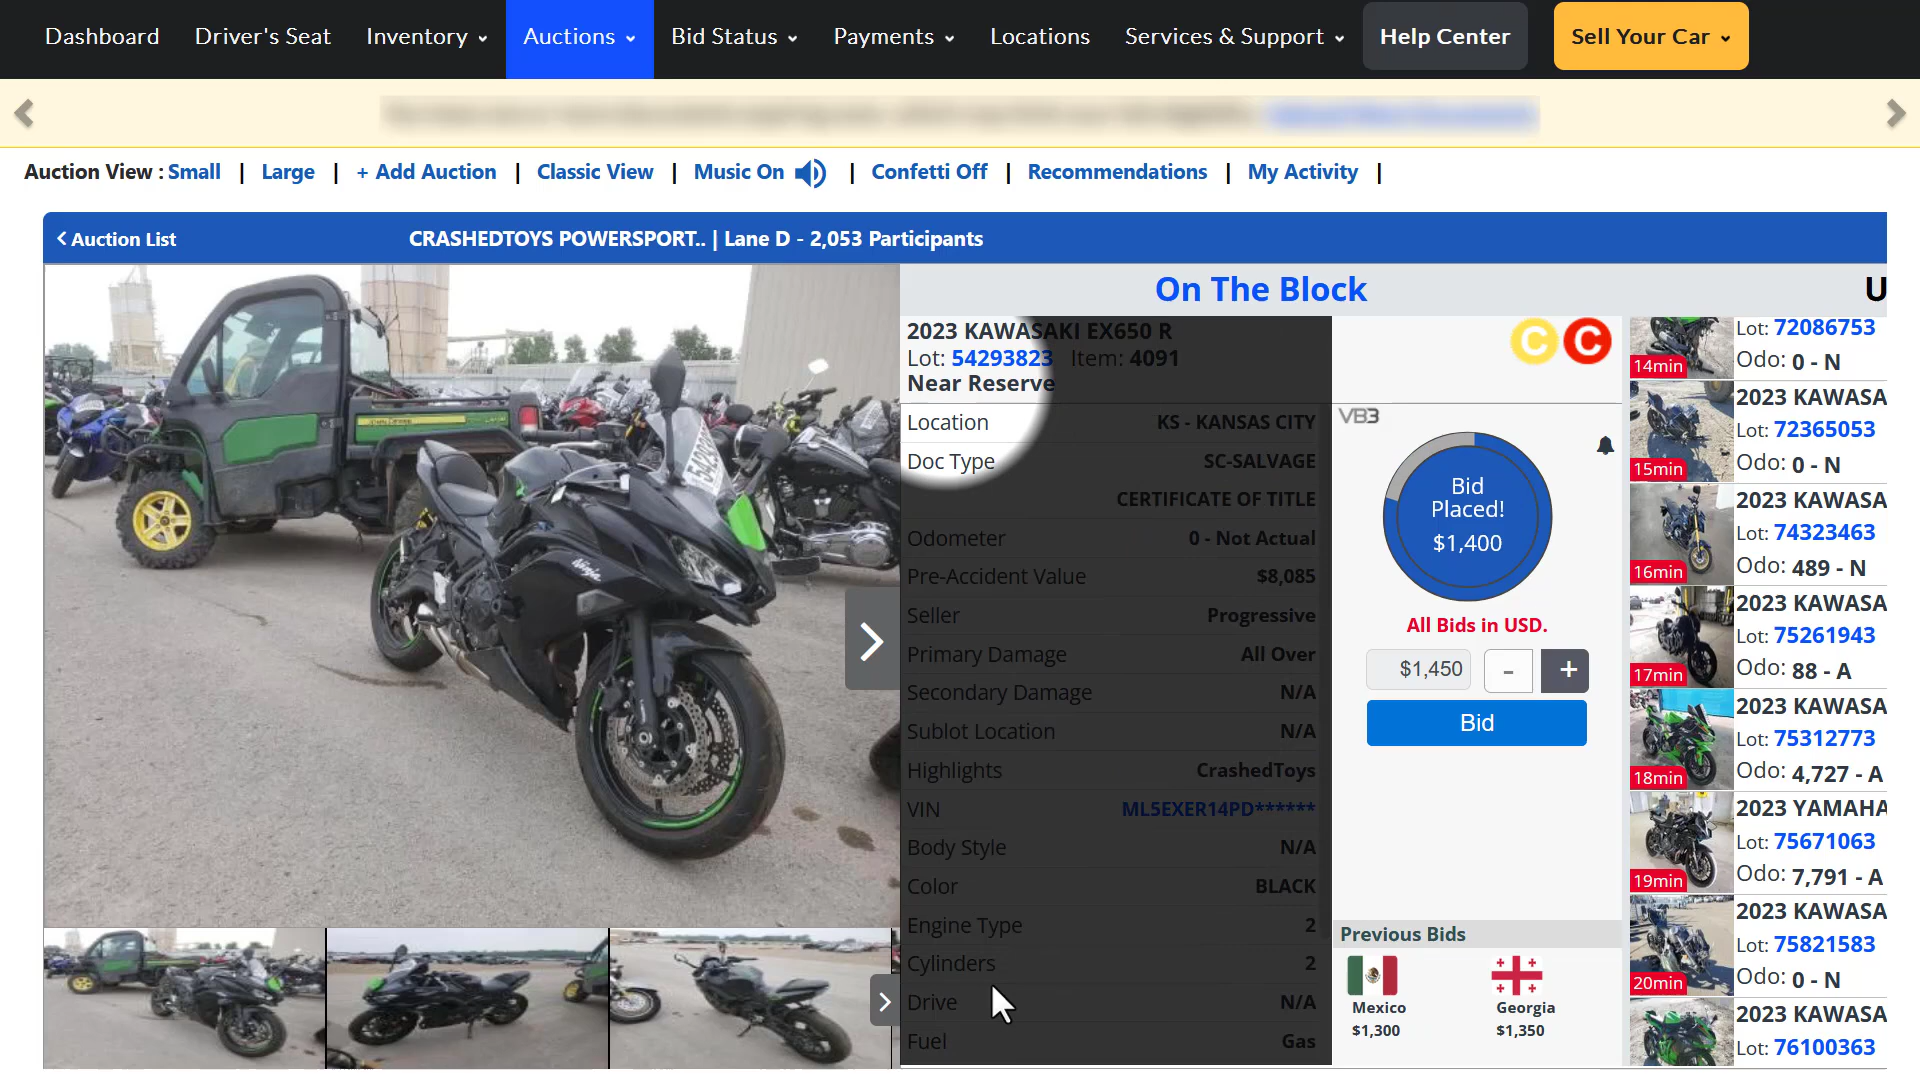 Dashboard Driver's Seat Inventory Auctions Bid Status Payments Locations Services & Support Help Center Sell Your Car
Auction View : Small | Large | + Add Auction | Classic View | Music On | Confetti Off | Recommendations | My Activity |
Auction List
CRASHEDTOYS POWERSPORT.. | Lane D - 2,053 Participants
On The Block
U
2023 KAWASAKI EX650 R
Lot: 54293823 Item: 4091
Near Reserve
Location KS - KANSAS CITY
Doc Type SC-SALVAGE
CERTIFICATE OF TITLE
Odometer 0 - Not Actual
Pre-Accident Value $8,085
Seller Progressive
Primary Damage All Over
Secondary Damage N/A
Sublot Location N/A
Highlights CrashedToys
VIN ML5EXER14PD******
Body Style N/A
Color BLACK
Engine Type 2
Cylinders 2
Drive N/A
Fuel Gas
C C
VB3
Bid
Placed!
$1,400
All Bids in USD.
$1,450 - +
Bid
Previous Bids
Mexico
$1,300
Georgia
$1,350
Lot: 72086753
Odo: 0 - N
14min
2023 KAWASA
Lot: 72365053
Odo: 0 - N
15min
2023 KAWASA
Lot: 74323463
Odo: 489 - N
16min
2023 KAWASA
Lot: 75261943
Odo: 88 - A
17min
2023 KAWASA
Lot: 75312773
Odo: 4,727 - A
18min
2023 YAMAHA
Lot: 75671063
Odo: 7,791 - A
19min
2023 KAWASA
Lot: 75821583
Odo: 0 - N
20min
2023 KAWASA
Lot: 76100363
Ninja